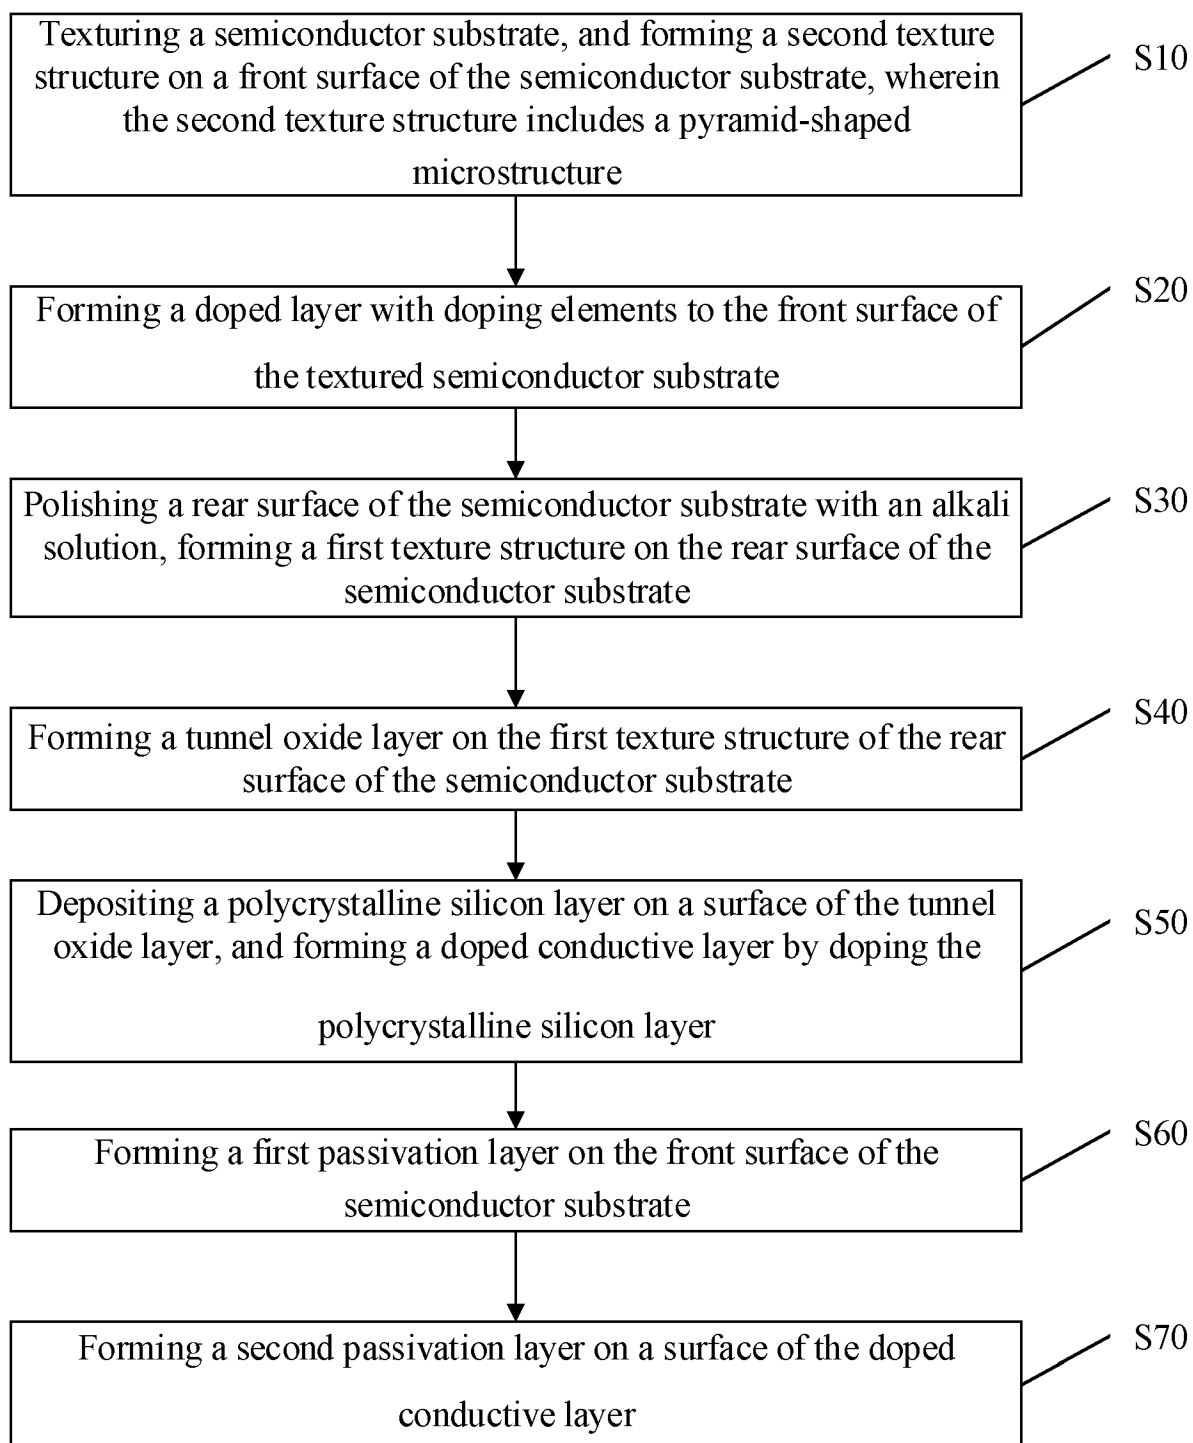 Texturing a semiconductor substrate, and forming a second texture
structure on a front surface of the semiconductor substrate, wherein
the second texture structure includes a pyramid-shaped
microstructure
S10
Forming a doped layer with doping elements to the front surface of
the textured semiconductor substrate
S20
Polishing a rear surface of the semiconductor substrate with an alkali
solution, forming a first texture structure on the rear surface of the
semiconductor substrate
S30
Forming a tunnel oxide layer on the first texture structure of the rear
surface of the semiconductor substrate
S40
Depositing a polycrystalline silicon layer on a surface of the tunnel
oxide layer, and forming a doped conductive layer by doping the
polycrystalline silicon layer
S50
Forming a first passivation layer on the front surface of the
semiconductor substrate
S60
Forming a second passivation layer on a surface of the doped
conductive layer
S70